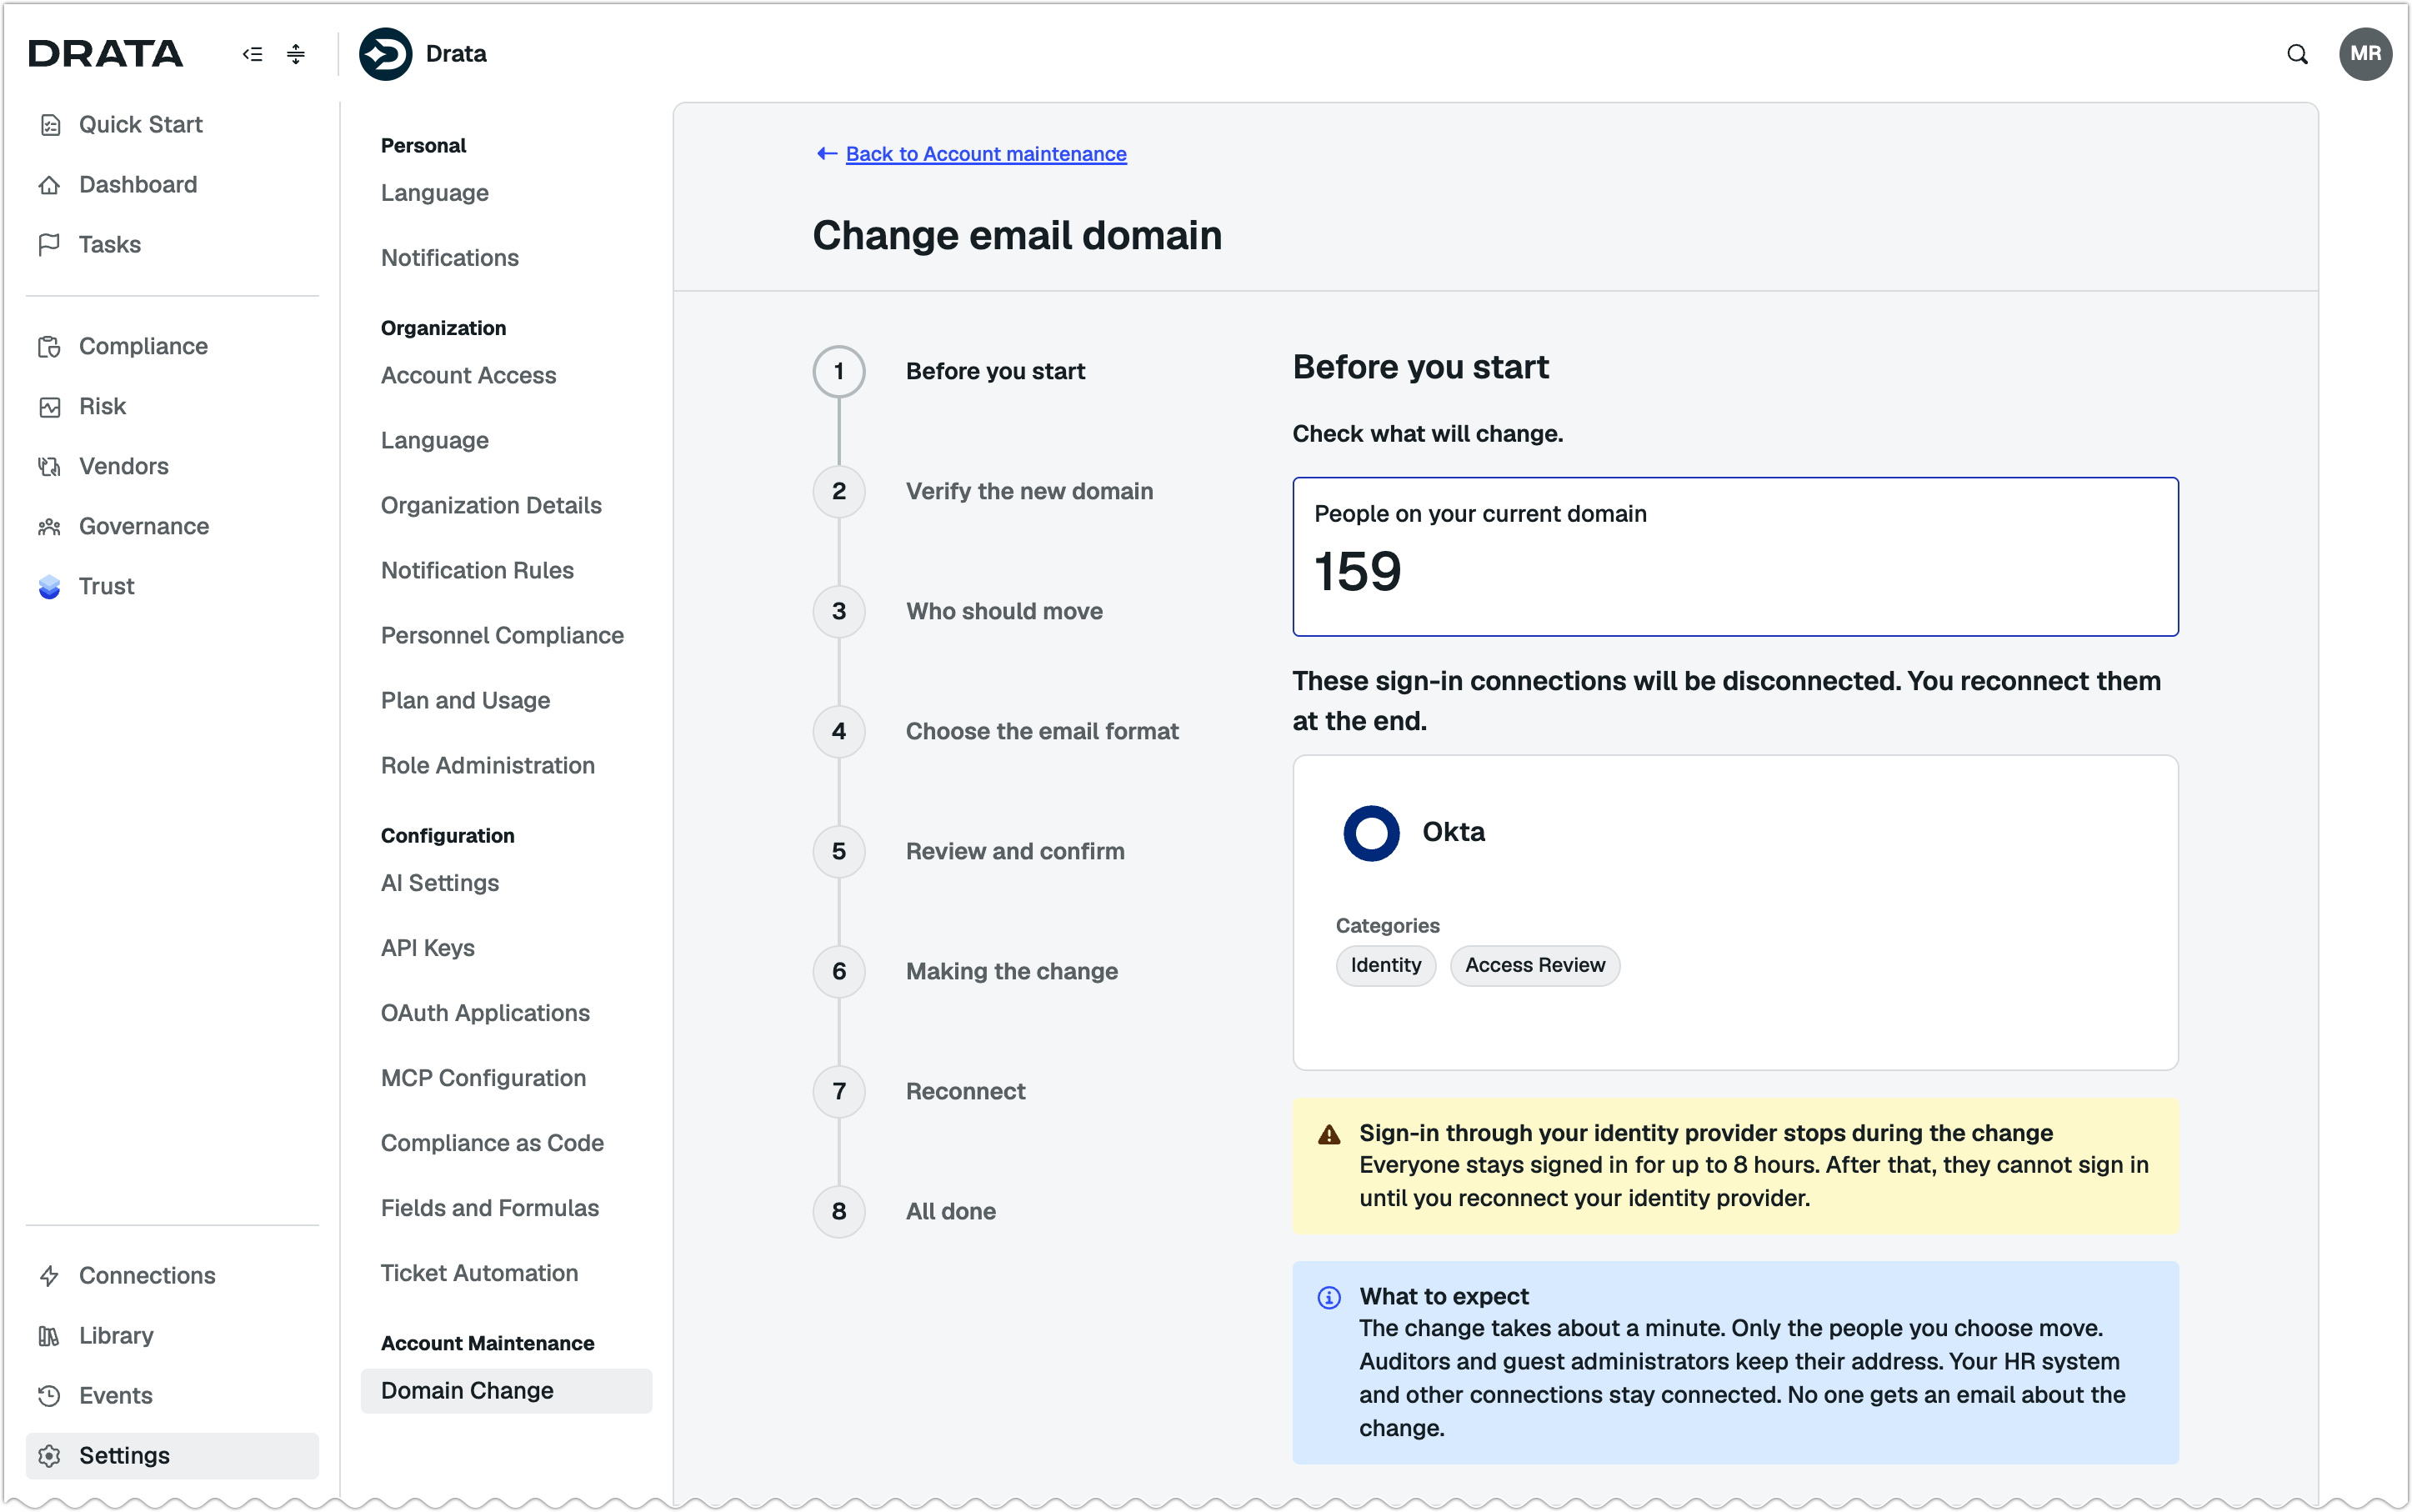 DRATA
Drata
MR
Quick Start
Dashboard
Tasks
Compliance
Risk
Vendors
Governance
Trust
Connections
Library
Events
Settings
Personal
Language
Notifications
Organization
Account Access
Language
Organization Details
Notification Rules
Personnel Compliance
Plan and Usage
Role Administration
Configuration
AI Settings
API Keys
OAuth Applications
MCP Configuration
Compliance as Code
Fields and Formulas
Ticket Automation
Account Maintenance
Domain Change
Back to Account maintenance
Change email domain
1 Before you start
2 Verify the new domain
3 Who should move
4 Choose the email format
5 Review and confirm
6 Making the change
7 Reconnect
8 All done
Before you start
Check what will change.
People on your current domain
159
These sign-in connections will be disconnected. You reconnect them
at the end.
Okta
Categories
Identity Access Review
Sign-in through your identity provider stops during the change
Everyone stays signed in for up to 8 hours. After that, they cannot sign in
until you reconnect your identity provider.
What to expect
The change takes about a minute. Only the people you choose move.
Auditors and guest administrators keep their address. Your HR system
and other connections stay connected. No one gets an email about the
change.